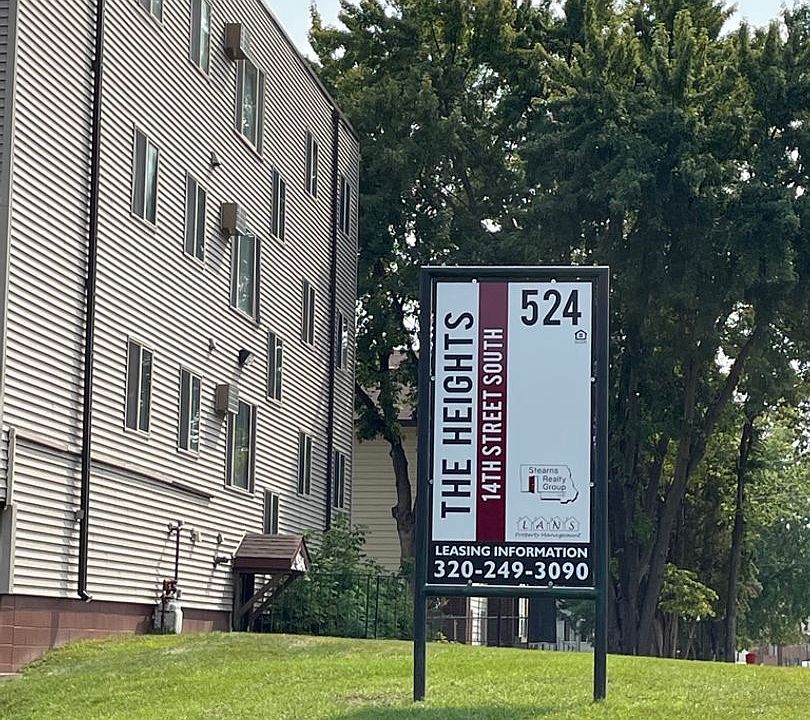 THE HEIGHTS
14TH STREET SOUTH
524
Stearns
Realty
Group
LANS
Property Management
LEASING INFORMATION
320-249-3090